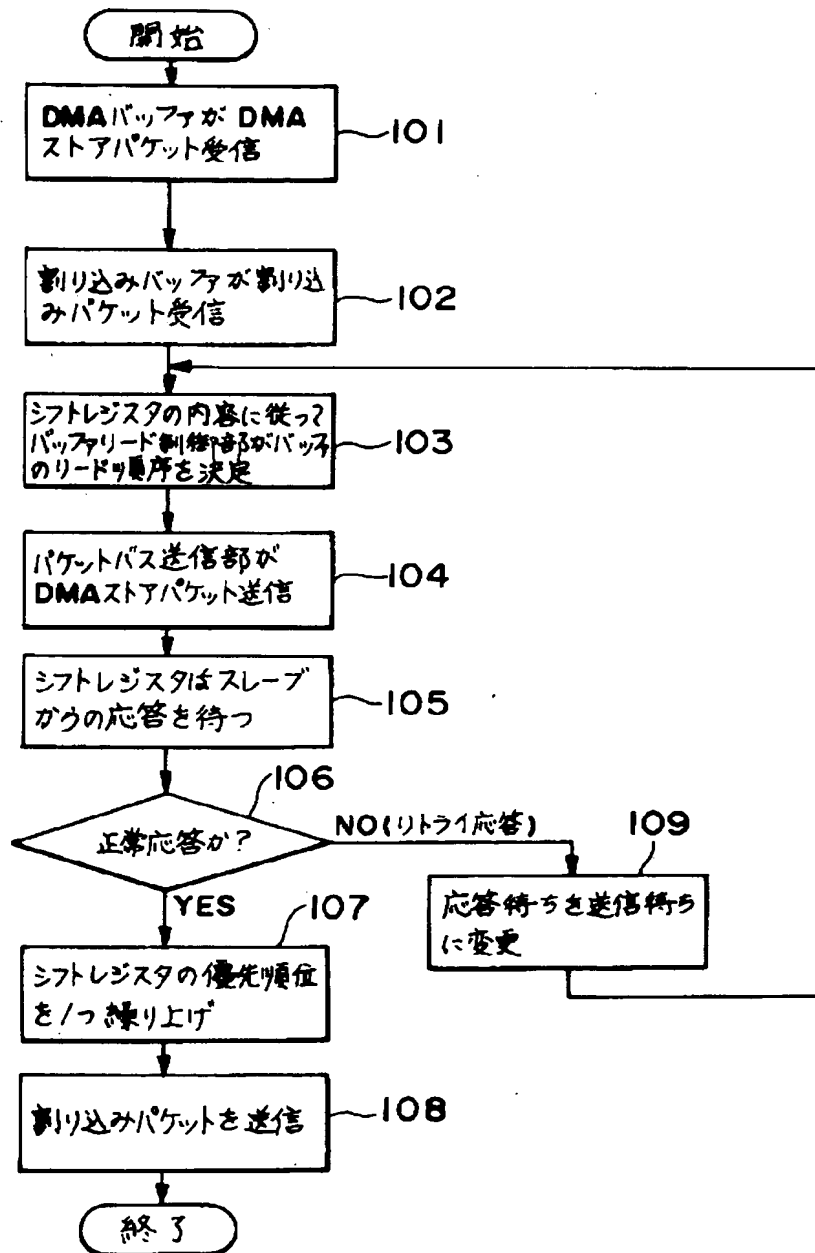 開始
DMAバッファが DMA
ストアパケット受信
101
割り込みバッファが割り込
みパケット受信
102
シフトレジスタの内容に従って
バッファリード制御部がバッファ
のリード順序を決定
103
パケットバス送信部が
DMAストアパケット送信
104
シフトレジスタはスレーブ
からの応答を待つ
105
106
正常応答か?
NO(リトライ応答)
109
YES
107
応答待ちを送信待ち
に変更
シフトレジスタの優先順位
を1つ繰り上げ
割り込みパケットを送信
108
終了